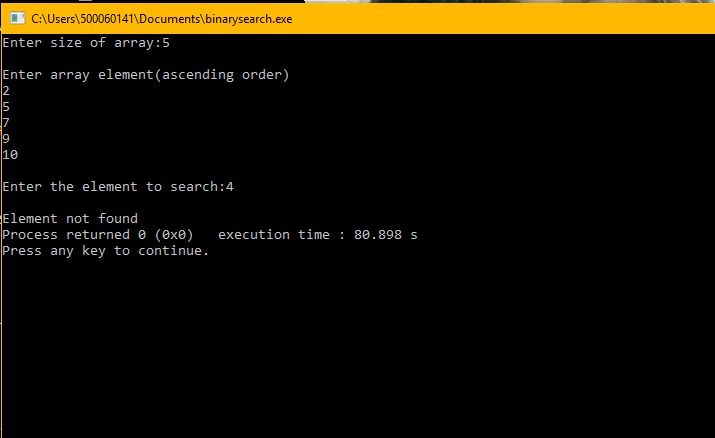 C:\Users\500060141\Documents\binarysearch.exe
Enter size of array:5
Enter array element(ascending order)
2
5
7
9
10
Enter the element to search:4
Element not found
Process returned 0 (0x0)   execution time : 80.898 s
Press any key to continue.